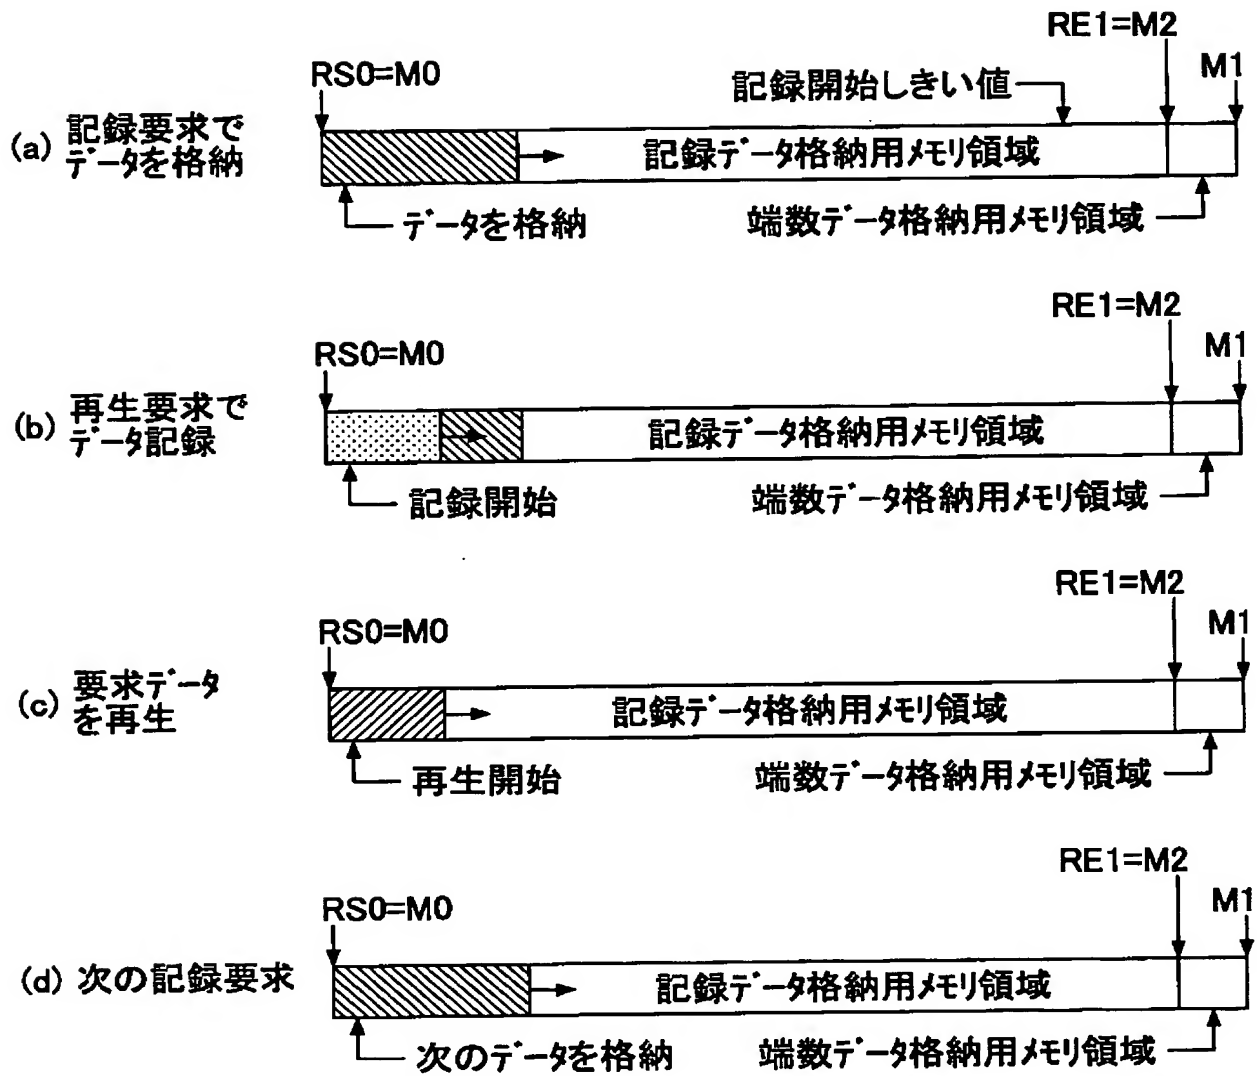 RE1=M2
RS0=M0
記録開始しきい値
M1
(a) 記録要求で
データを格納
記録データ格納用メモリ領域
データを格納
端数データ格納用メモリ領域
RE1=M2
RS0=M0
M1
(b) 再生要求で
データ記録
記録データ格納用メモリ領域
記録開始
端数データ格納用メモリ領域
RE1=M2
RS0=M0
M1
(c) 要求データ
を再生
記録データ格納用メモリ領域
再生開始
端数データ格納用メモリ領域
RE1=M2
RS0=M0
M1
(d) 次の記録要求
記録データ格納用メモリ領域
次のデータを格納
端数データ格納用メモリ領域